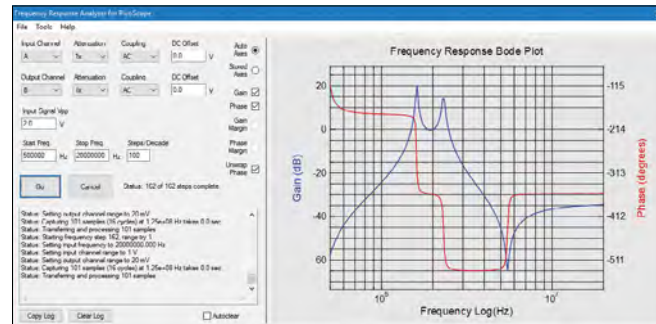 Frequency Response Analyzer for PicoScope
File Tools Help
Input Channel Attenuation Coupling DC Offset
A 1x AC 0.0 V
Output Channel Attenuation Coupling DC Offset
B AC 0.0 V
Input Signal Vpp
2.0 V
Start Freq Stop Freq Steps/Decade
500000 Hz 20000000 Hz 100
Go Cancel Status: 162 of 162 steps complete.
Auto Axes
Stored Axes
Gain
Phase
Gain Margin
Phase Margin
Unwrap Phase
Status: Setting output channel range to 20 mV
Status: Capturing 101 samples (16 cycles) at 1.25e+08 Hz takes 0.0 sec.
Status: Transferring and processing 101 samples
Status: Starting frequency step 162, range try 1
Status: Setting input frequency to 20000000.000 Hz
Status: Setting input channel range to 1 V
Status: Setting output channel range to 20 mV
Status: Capturing 101 samples (16 cycles) at 1.25e+08 Hz takes 0.0 sec.
Status: Transferring and processing 101 samples
Copy Log Clear Log Autoclear
Frequency Response Bode Plot
Gain (dB)
20
0
-20
-40
60
-115
-214
-313
-412
-511
Phase (degrees)
10⁶ 10⁷
Frequency Log(Hz)